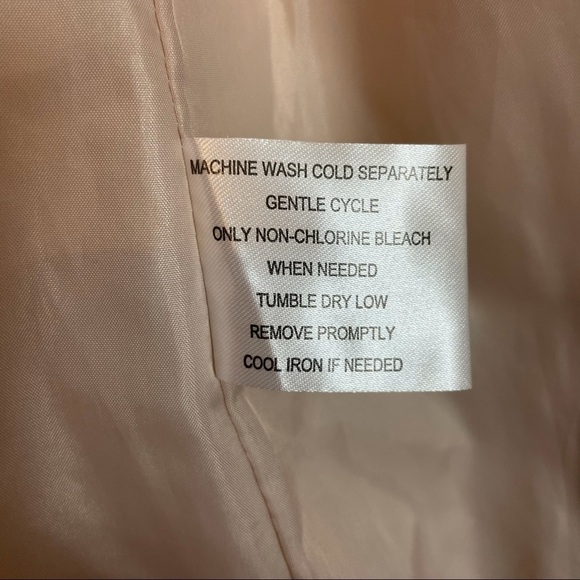 MACHINE WASH COLD SEPARATELY
GENTLE CYCLE
ONLY NON-CHLORINE BLEACH
WHEN NEEDED
TUMBLE DRY LOW
REMOVE PROMPTLY
COOL IRON IF NEEDED